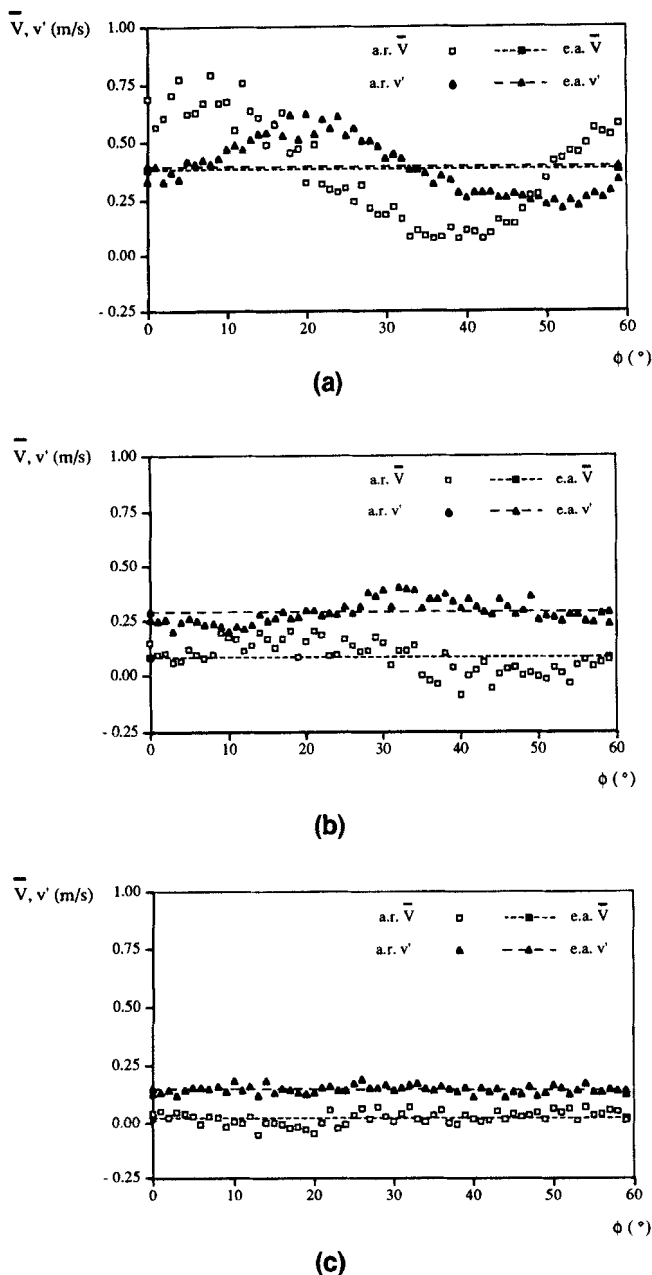 V̅, v' (m/s)
1.00
a.r. V̅
e.a. V̅
0.75
a.r. v'
e.a. v'
0.50
0.25
0.00
- 0.25
0 10 20 30 40 50 60
ϕ ( ° )
(a)
V̅, v' (m/s)
1.00
a.r. V̅
e.a. V̅
0.75
a.r. v'
e.a. v'
0.50
0.25
0.00
- 0.25
0 10 20 30 40 50 60
ϕ ( ° )
(b)
V̅, v' (m/s)
1.00
a.r. V̅
e.a. V̅
0.75
a.r. v'
e.a. v'
0.50
0.25
0.00
- 0.25
0 10 20 30 40 50 60
ϕ ( ° )
(c)